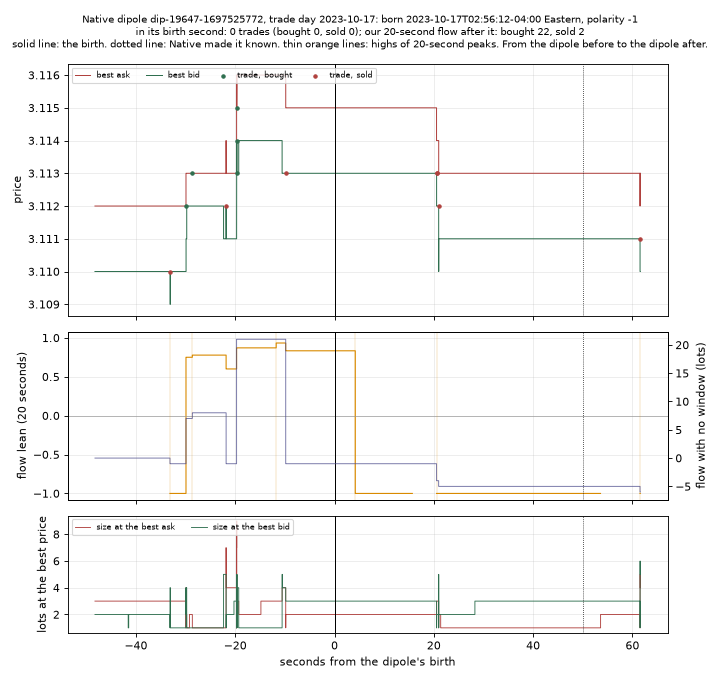 Native dipole dip-19647-1697525772, trade day 2023-10-17: born 2023-10-17T02:56:12-04:00 Eastern, polarity -1
in its birth second: 0 trades (bought 0, sold 0); our 20-second flow after it: bought 22, sold 2
solid line: the birth. dotted line: Native made it known. thin orange lines: highs of 20-second peaks. From the dipole before to the dipole after.
best ask
best bid
trade, bought
trade, sold
3.116
3.115
3.114
3.113
3.112
3.111
3.110
3.109
price
1.0
0.5
0.0
−0.5
−1.0
flow lean (20 seconds)
20
15
10
5
0
−5
flow with no window (lots)
size at the best ask
size at the best bid
8
6
4
2
lots at the best price
−40
−20
0
20
40
60
seconds from the dipole's birth